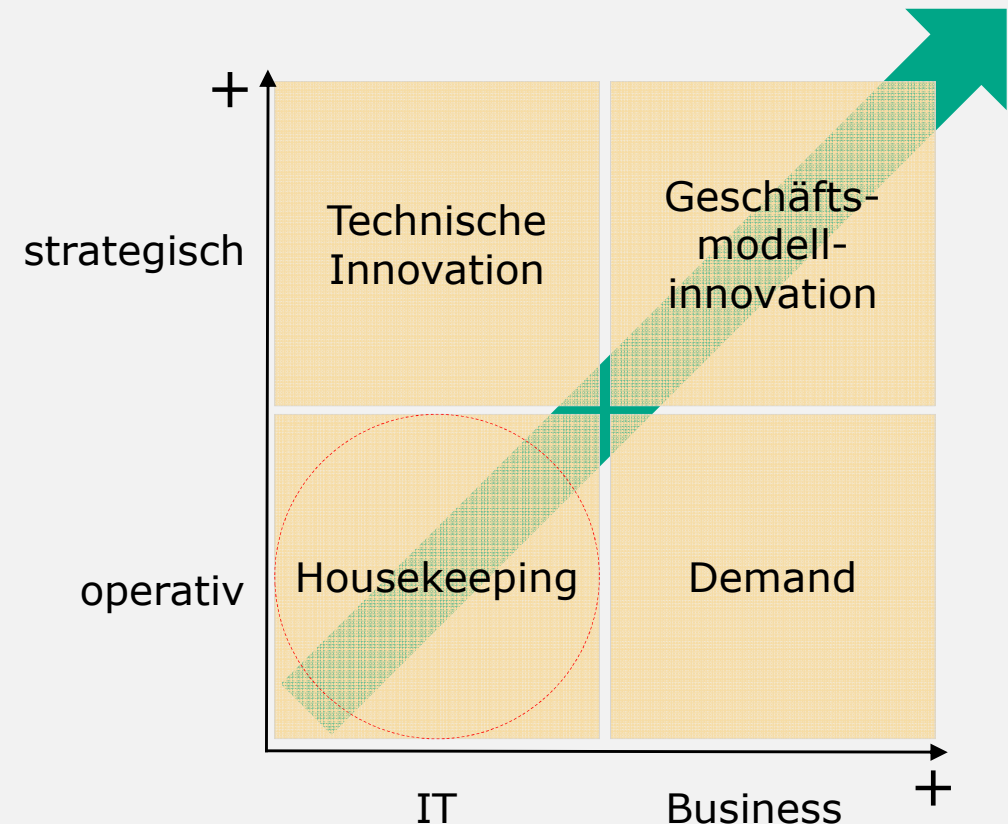 +
strategisch
Technische
Innovation
Geschäfts-
modell-
innovation
operativ
Housekeeping
Demand
IT
Business
+